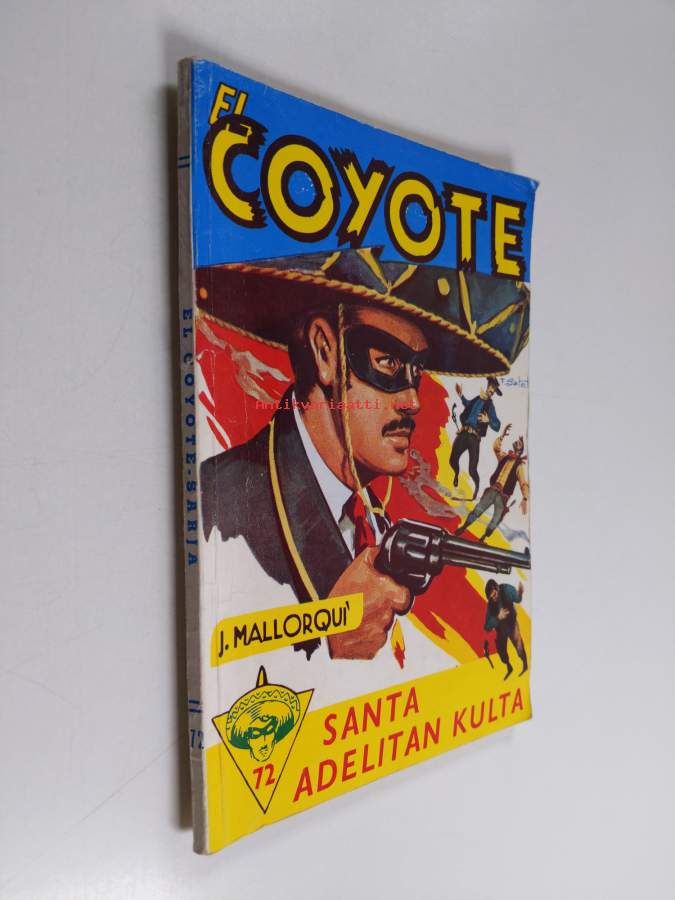 EL
COYOTE
Antikvariaatti.net
J. MALLORQUI'
SANTA
ADELITAN KULTA
72
EL COYOTE-SARJA
72